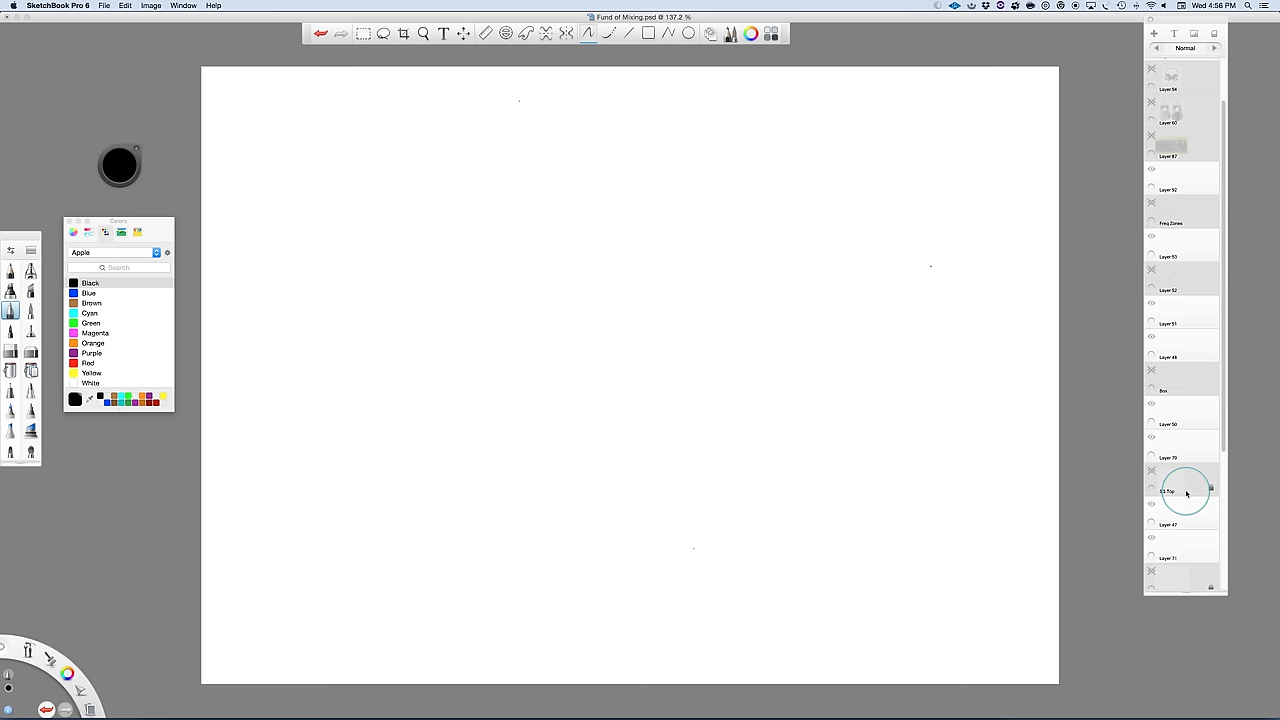 SketchBook Pro 6 File Edit Image Window Help
Wed 4:56 PM
Fund of Mixing.psd @ 137.2 %
T
T
Normal
Layer 54
Layer 60
Layer 87
Layer 92
Freq Zones
Layer 53
Layer 52
Layer 51
Layer 48
Box
Layer 50
Layer 79
SS Top
Layer 47
Layer 71
Colors
Apple
Search
Black
Blue
Brown
Cyan
Green
Magenta
Orange
Purple
Red
Yellow
White